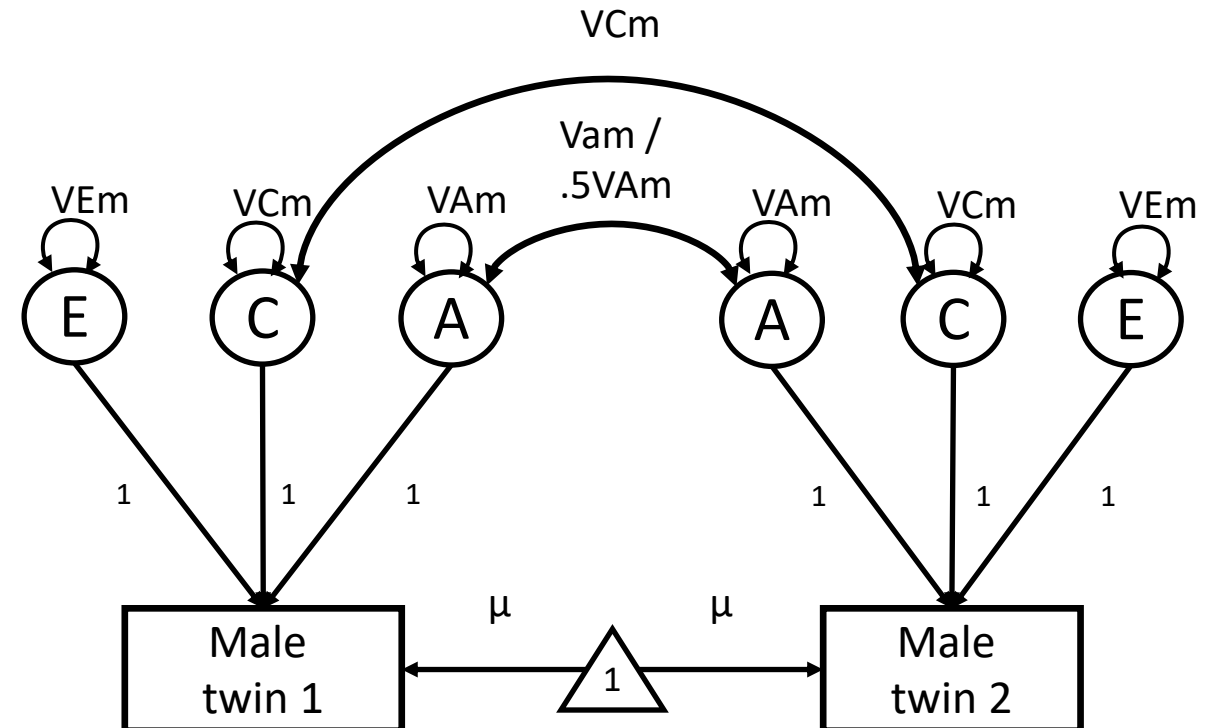 VCm
Vam /
.5VAm
VEm VCm VAm VAm VCm VEm
E C A A C E
1 1 1 1 1 1
μ μ
Male
twin 1
1
Male
twin 2